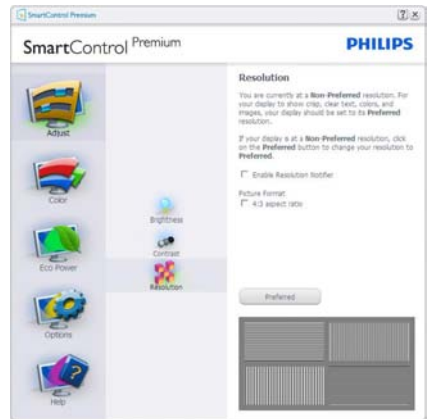 SmartControl Premium
SmartControl Premium
PHILIPS
Adjust
Color
Eco Power
Options
Help
Brightness
Contrast
Resolution
Resolution
You are currently at a Non-Preferred resolution. For
your display to show crisp, clear text, colors, and
images, your display should be set to its Preferred
resolution.
If your display is at a Non-Preferred resolution, click
on the Preferred button to change your resolution to
Preferred.
Enable Resolution Notifier
Picture Format
4:3 aspect ratio
Preferred